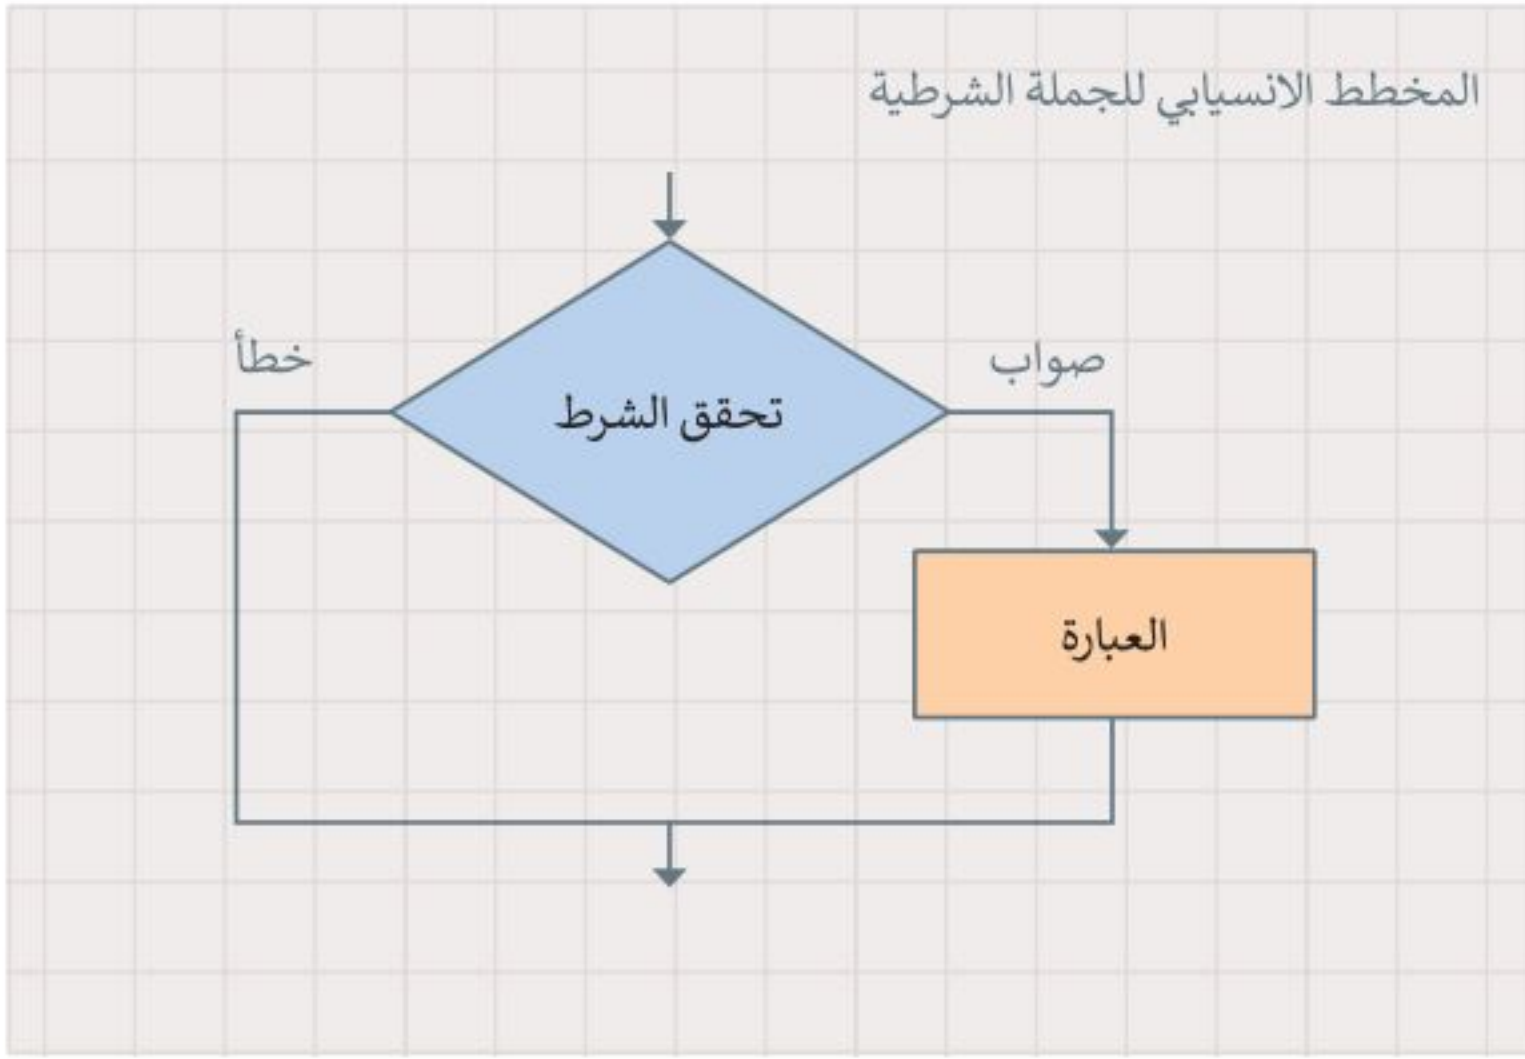 المخطط الانسيابي للجملة الشرطية
صواب
خطأ
تحقق الشرط
العبارة